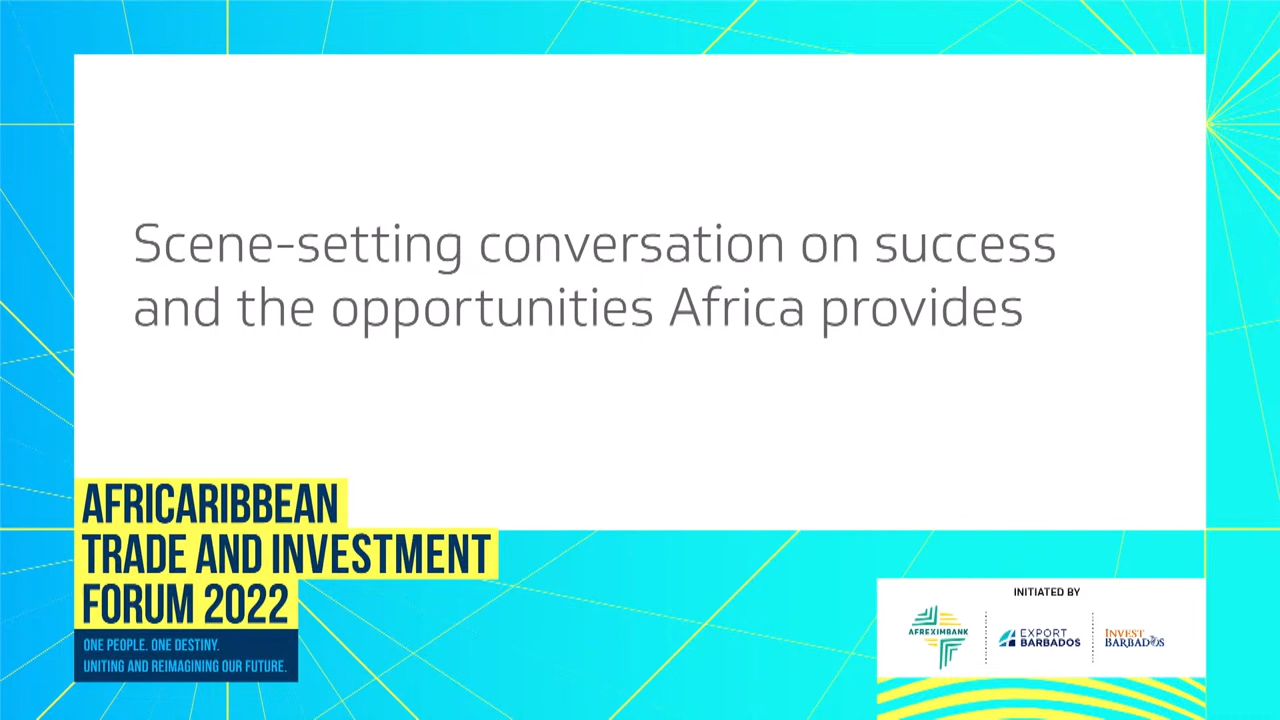 Scene-setting conversation on success
and the opportunities Africa provides
AFRICARIBBEAN
TRADE AND INVESTMENT
FORUM 2022
ONE PEOPLE. ONE DESTINY.
UNITING AND REIMAGINING OUR FUTURE.
INITIATED BY
AFREXIMBANK
EXPORT
BARBADOS
INVEST
BARBADOS